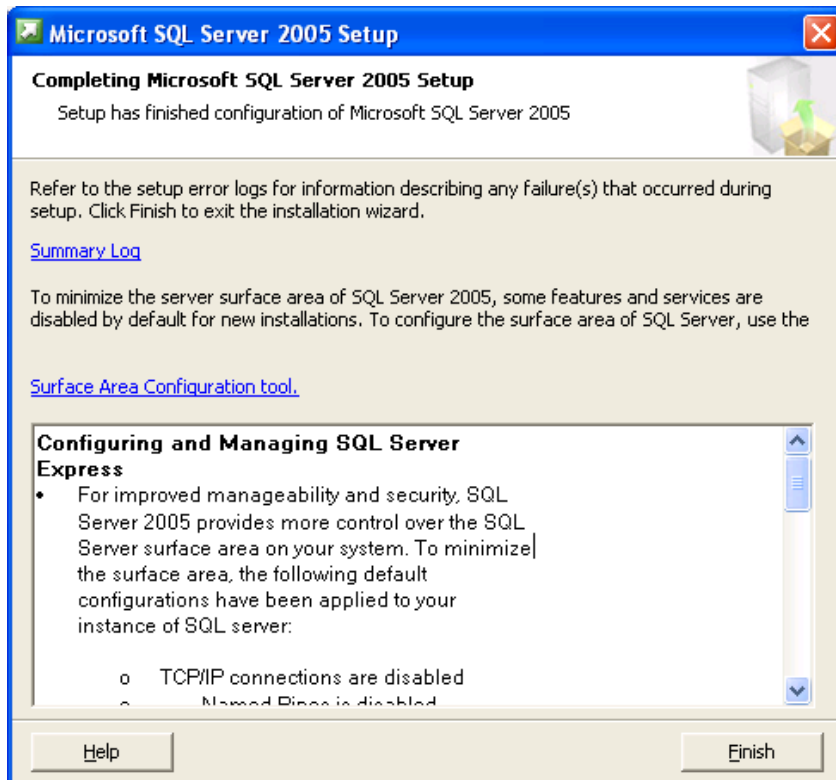 Microsoft SQL Server 2005 Setup
Completing Microsoft SQL Server 2005 Setup
Setup has finished configuration of Microsoft SQL Server 2005
Refer to the setup error logs for information describing any failure(s) that occurred during
setup. Click Finish to exit the installation wizard.
Summary Log
To minimize the server surface area of SQL Server 2005, some features and services are
disabled by default for new installations. To configure the surface area of SQL Server, use the
Surface Area Configuration tool.
Configuring and Managing SQL Server
Express
• For improved manageability and security, SQL
Server 2005 provides more control over the SQL
Server surface area on your system. To minimize
the surface area, the following default
configurations have been applied to your
instance of SQL server:
o TCP/IP connections are disabled
o Named Pipes is disabled
Help
Finish